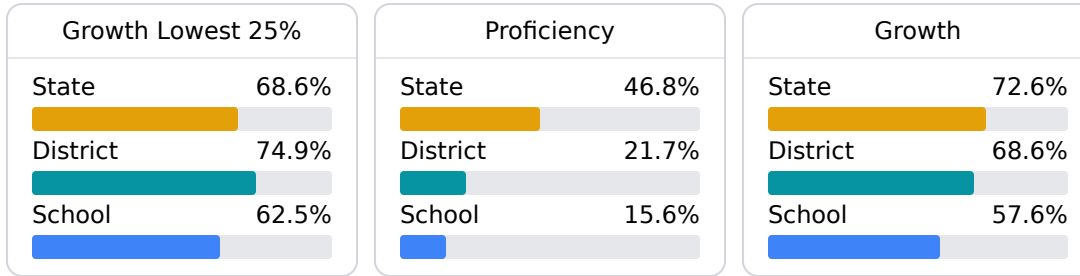 Growth Lowest 25%
State 68.6%
District 74.9%
School 62.5%
Proficiency
State 46.8%
District 21.7%
School 15.6%
Growth
State 72.6%
District 68.6%
School 57.6%